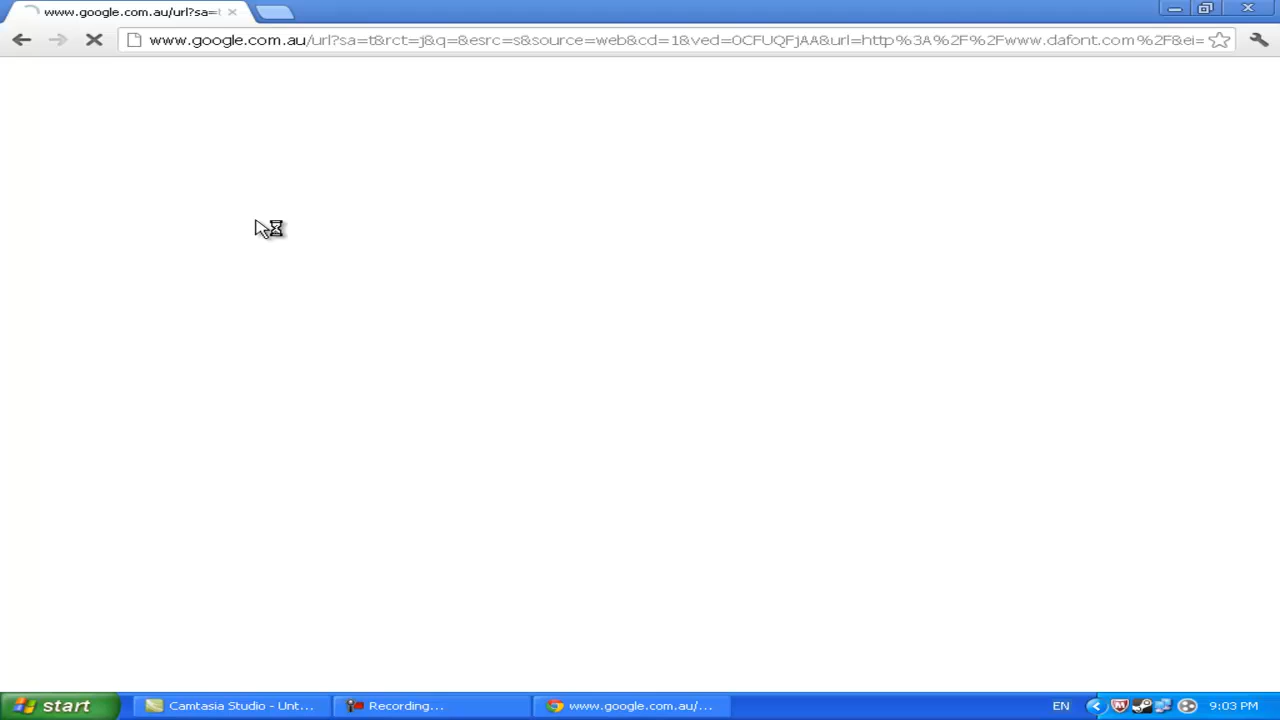 www.google.com.au/url?sa=t
www.google.com.au/url?sa=t&rct=j&q=&esrc=s&source=web&cd=1&ved=0CFUQFjAA&url=http%3A%2F%2Fwww.dafont.com%2F&ei=
start
Camtasia Studio - Unt...
Recording...
www.google.com.au/...
EN
9:03 PM